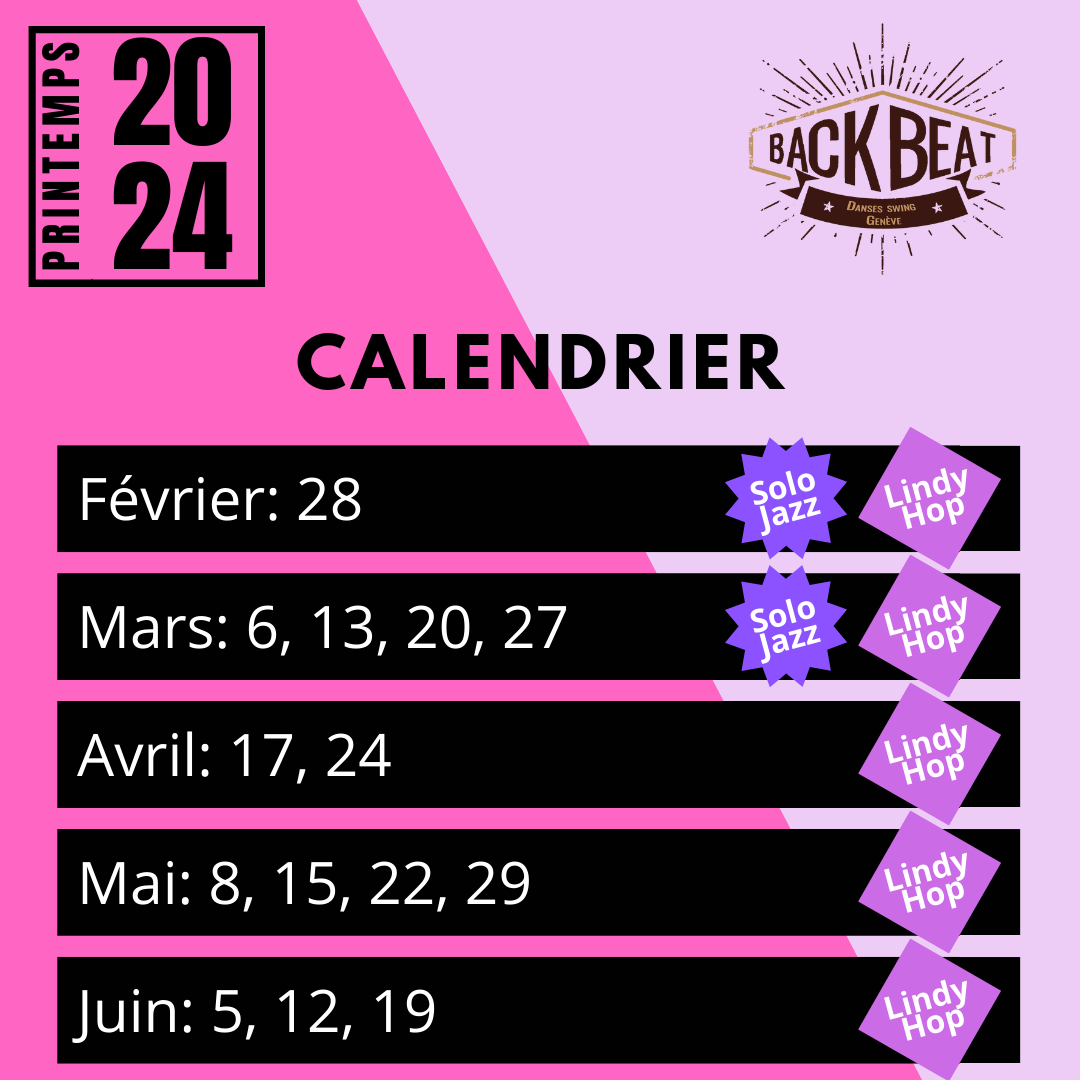 PRINTEMPS
20
24
BACK BEAT
DANSES SWING
GENÈVE
CALENDRIER
Février: 28
Solo
Jazz
Lindy
Hop
Mars: 6, 13, 20, 27
Solo
Jazz
Lindy
Hop
Avril: 17, 24
Lindy
Hop
Mai: 8, 15, 22, 29
Lindy
Hop
Juin: 5, 12, 19
Lindy
Hop